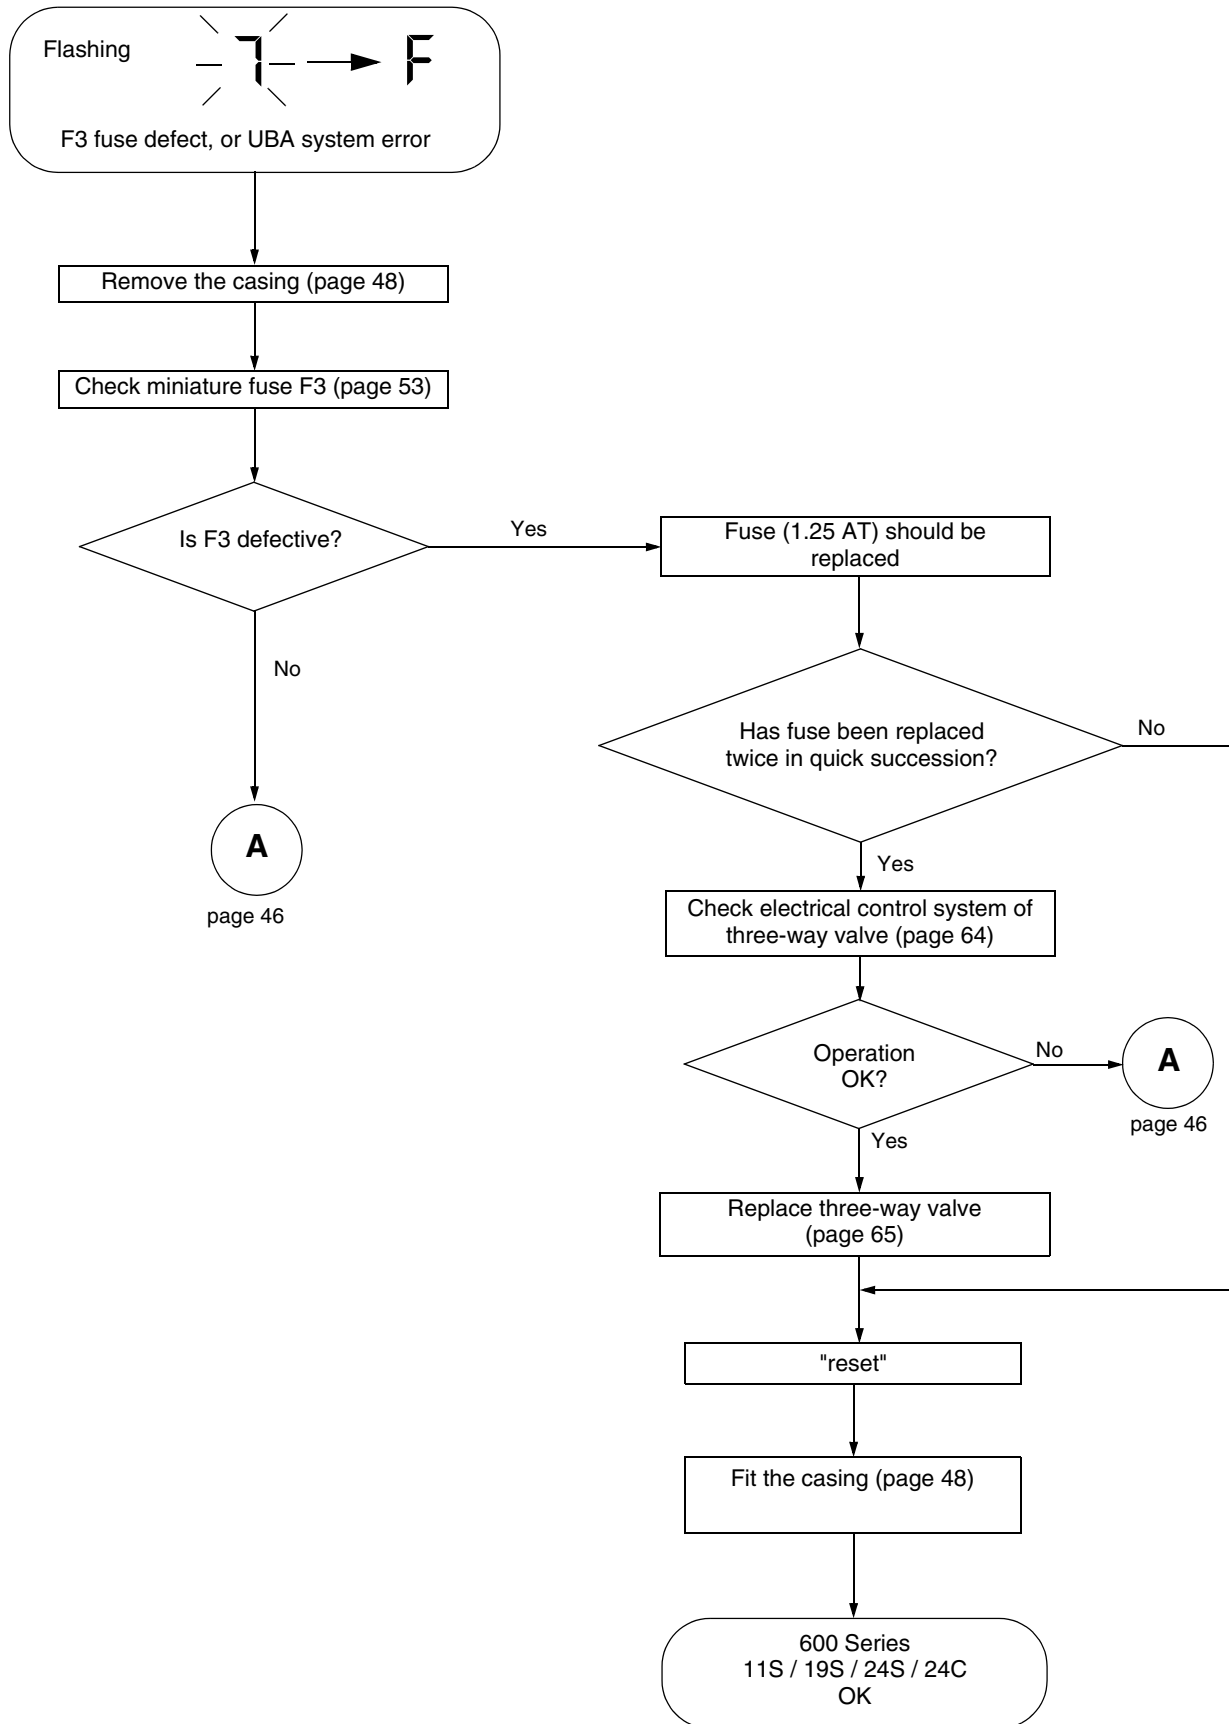 Flashing
7
F
F3 fuse defect, or UBA system error
Remove the casing (page 48)
Check miniature fuse F3 (page 53)
Is F3 defective?
Yes
Fuse (1.25 AT) should be
replaced
No
Has fuse been replaced
twice in quick succession?
No
A
page 46
Yes
Check electrical control system of
three-way valve (page 64)
Operation
OK?
No
A
page 46
Yes
Replace three-way valve
(page 65)
"reset"
Fit the casing (page 48)
600 Series
11S / 19S / 24S / 24C
OK